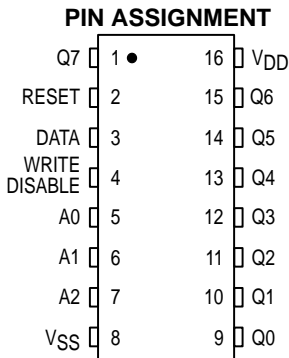 PIN ASSIGNMENT
Q7 1 16 VDD
RESET 2 15 Q6
DATA 3 14 Q5
WRITE
DISABLE 4 13 Q4
A0 5 12 Q3
A1 6 11 Q2
A2 7 10 Q1
VSS 8 9 Q0